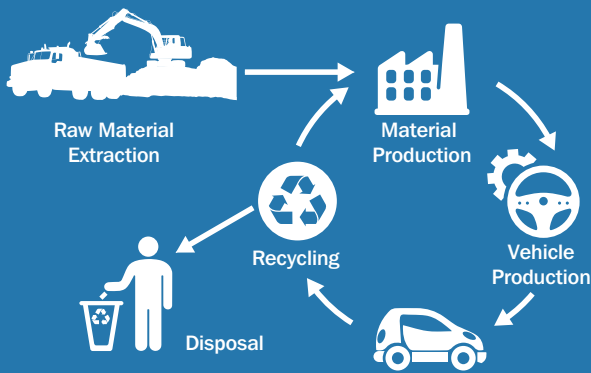 Raw Material
Extraction
Material
Production
Recycling
Vehicle
Production
Disposal